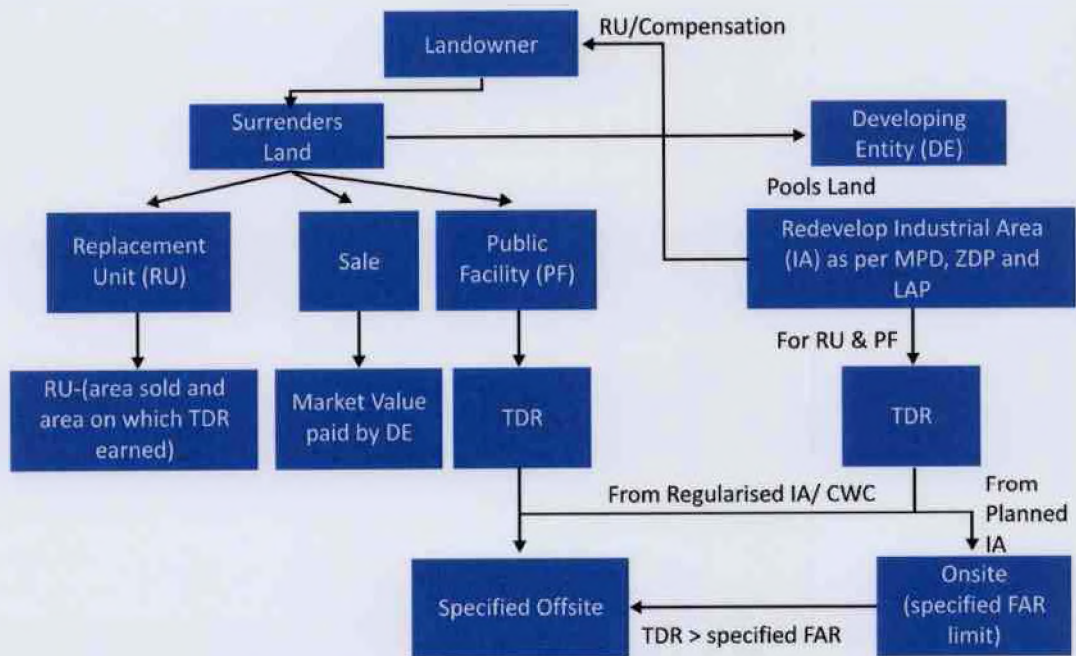 Landowner
RU/Compensation
Surrenders
Land
Developing
Entity (DE)
Pools Land
Replacement
Unit (RU)
Sale
Public
Facility (PF)
Redevelop Industrial Area
(IA) as per MPD, ZDP and
LAP
For RU & PF
RU-(area sold and
area on which TDR
earned)
Market Value
paid by DE
TDR
TDR
From Regularised IA/ CWC
From
Planned
IA
Specified Offsite
Onsite
(specified FAR
limit)
TDR > specified FAR